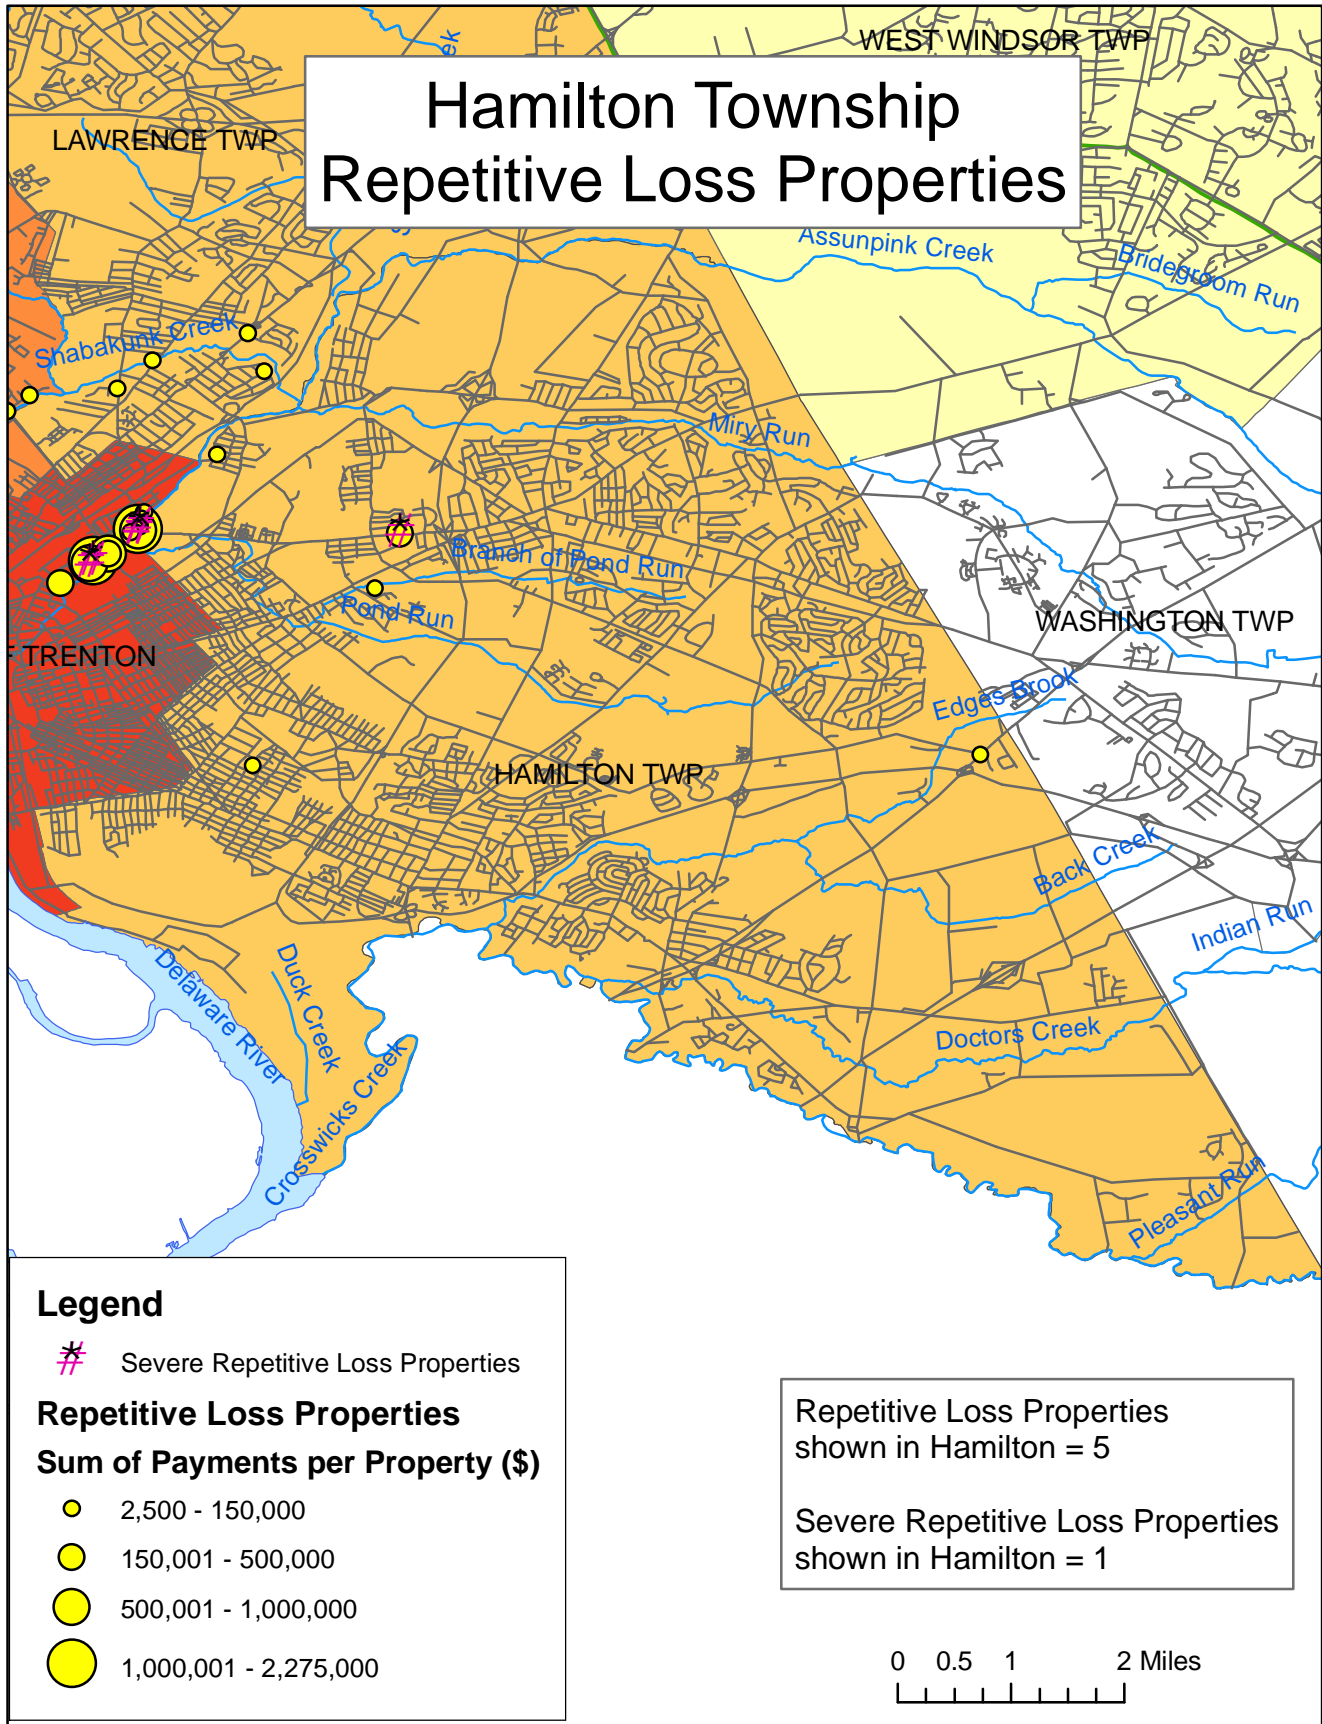 WEST WINDSOR TWP
Hamilton Township
Repetitive Loss Properties
LAWRENCE TWP
Assunpink Creek
Bridegroom Run
Shabakunk Creek
Miry Run
Branch of Pond Run
Pond Run
WASHINGTON TWP
TRENTON
Edges Brook
HAMILTON TWP
Back Creek
Indian Run
Delaware River
Duck Creek
Doctors Creek
Crosswicks Creek
Pleasant Run
Legend
Severe Repetitive Loss Properties
Repetitive Loss Properties
Sum of Payments per Property ($)
2,500 - 150,000
150,001 - 500,000
500,001 - 1,000,000
1,000,001 - 2,275,000
Repetitive Loss Properties
shown in Hamilton = 5
Severe Repetitive Loss Properties
shown in Hamilton = 1
0 0.5 1 2 Miles